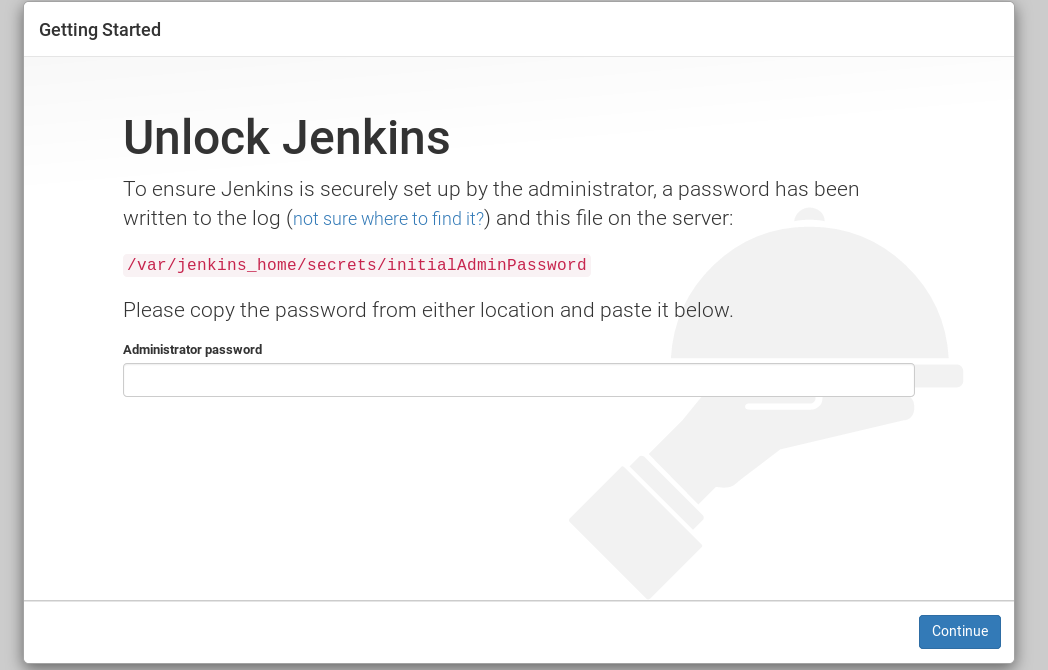 Getting Started
Unlock Jenkins
To ensure Jenkins is securely set up by the administrator, a password has been
written to the log (not sure where to find it?) and this file on the server:
/var/jenkins_home/secrets/initialAdminPassword
Please copy the password from either location and paste it below.
Administrator password
Continue